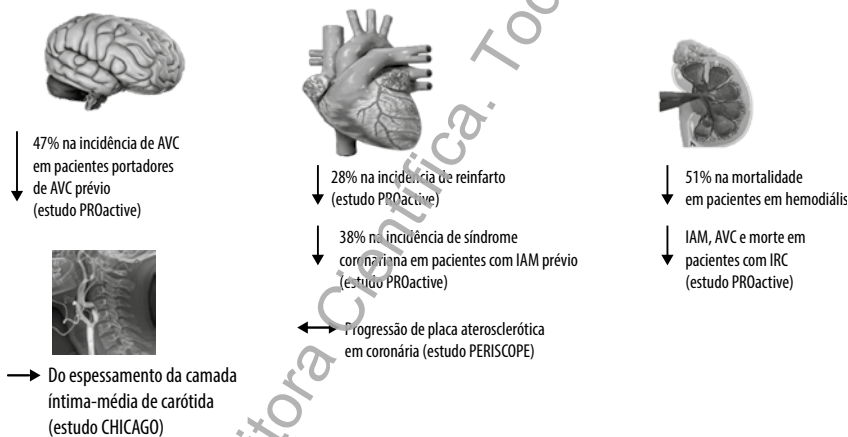 47% na incidência de AVC
em pacientes portadores
de AVC prévio
(estudo PROactive)
Do espessamento da camada
íntima-média de carótida
(estudo CHICAGO)
28% na incidência de reinfarto
(estudo PROactive)
38% na incidência de síndrome
coronariana em pacientes com IAM prévio
(estudo PROactive)
Progressão de placa aterosclerótica
em coronária (estudo PERISCOPE)
51% na mortalidade
em pacientes em hemodiális
IAM, AVC e morte em
pacientes com IRC
(estudo PROactive)
itora Científica. Toc